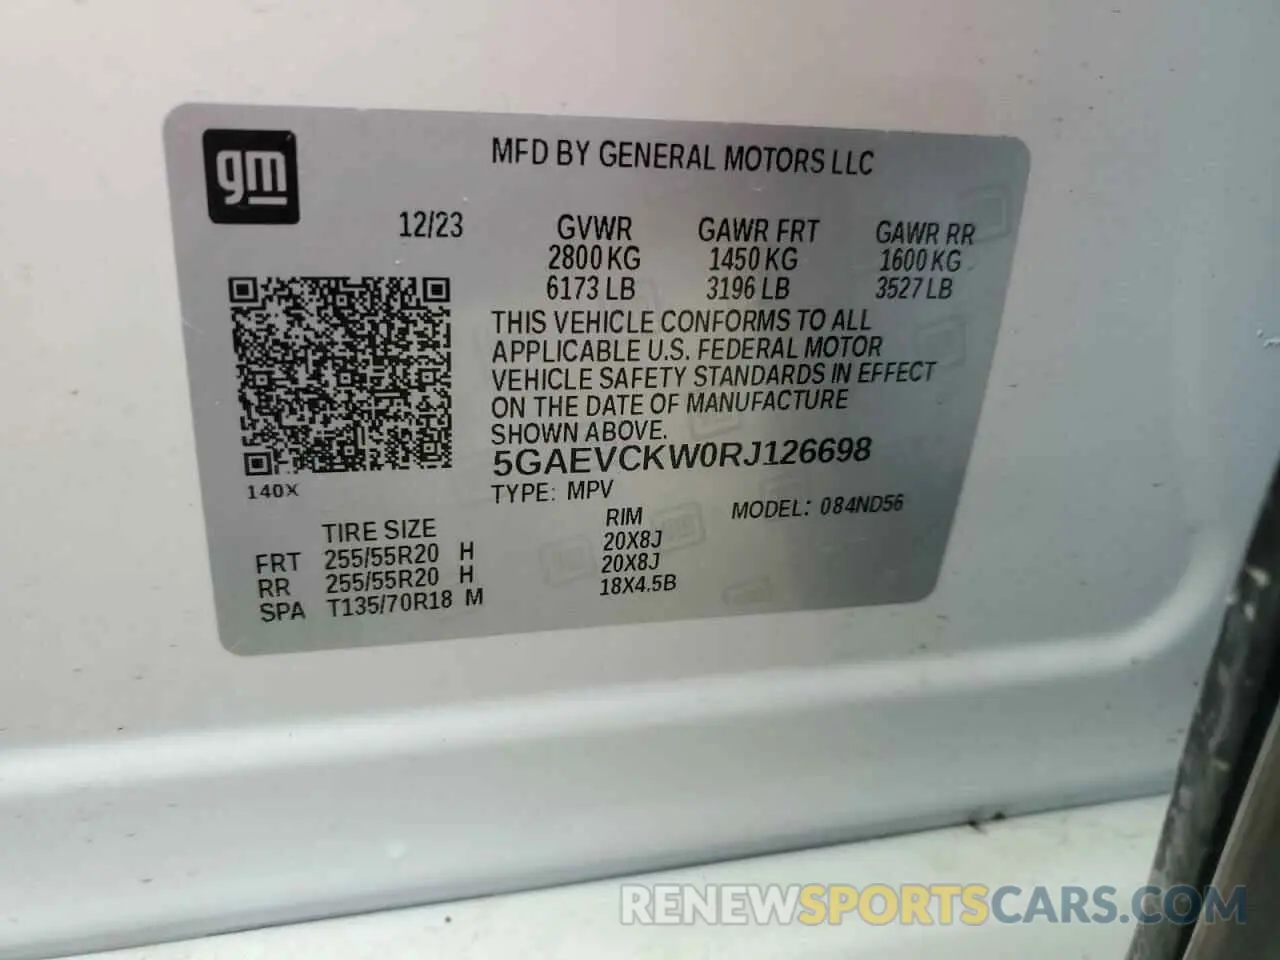 gm
MFD BY GENERAL MOTORS LLC
12/23 GVWR GAWR FRT GAWR RR
2800 KG 1450 KG 1600 KG
6173 LB 3196 LB 3527 LB
THIS VEHICLE CONFORMS TO ALL
APPLICABLE U.S. FEDERAL MOTOR
VEHICLE SAFETY STANDARDS IN EFFECT
ON THE DATE OF MANUFACTURE
SHOWN ABOVE.
5GAEVCKW0RJ126698
140X
TYPE: MPV MODEL: 084ND56
TIRE SIZE RIM
FRT 255/55R20 H 20X8J
RR 255/55R20 H 20X8J
SPA T135/70R18 M 18X4.5B
RENEWSPORTSCARS.COM